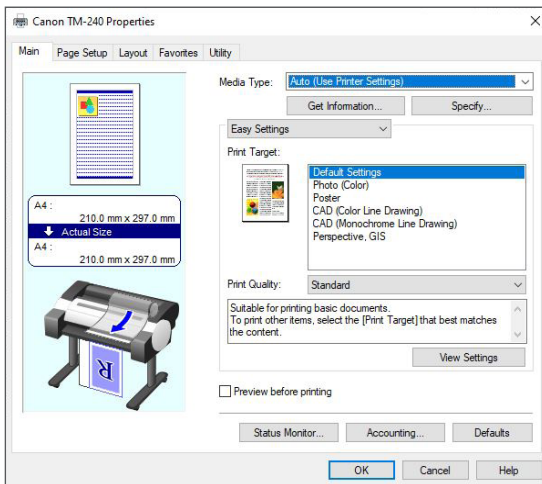 Canon TM-240 Properties
Main Page Setup Layout Favorites Utility
Media Type: Auto (Use Printer Settings)
Get Information... Specify...
Easy Settings
Print Target:
Default Settings
Photo (Color)
Poster
CAD (Color Line Drawing)
CAD (Monochrome Line Drawing)
Perspective, GIS
A4 :
210.0 mm x 297.0 mm
Actual Size
A4 :
210.0 mm x 297.0 mm
R
Print Quality: Standard
Suitable for printing basic documents.
To print other items, select the [Print Target] that best matches
the content.
View Settings
Preview before printing
Status Monitor... Accounting... Defaults
OK Cancel Help